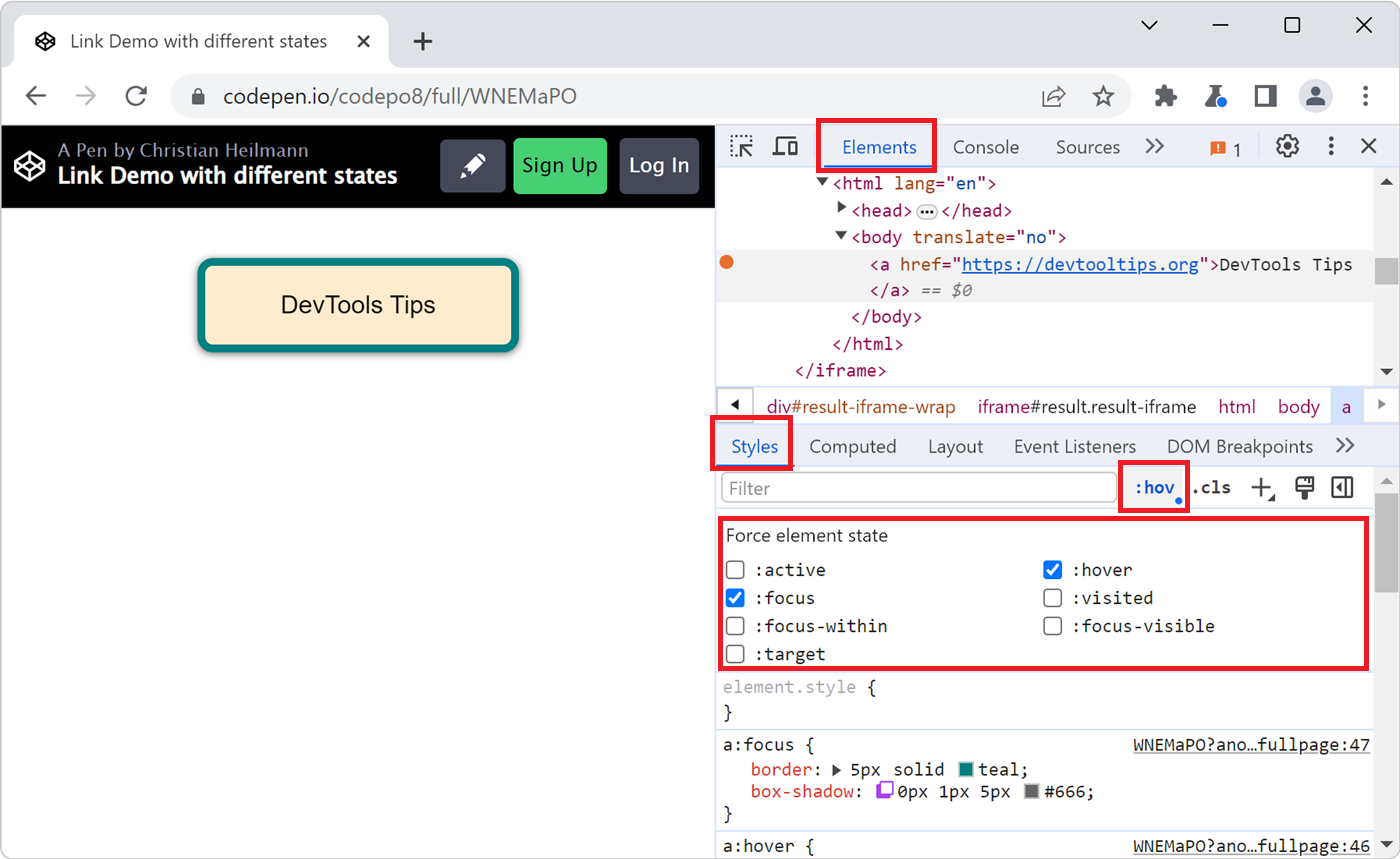 Link Demo with different states
codepen.io/codepo8/full/WNEMaPO
A Pen by Christian Heilmann
Link Demo with different states
Sign Up
Log In
DevTools Tips
Elements Console Sources 1
<html lang="en">
<head> ••• </head>
<body translate="no">
<a href="https://devtooltips.org">DevTools Tips
</a> == $0
</body>
</html>
</iframe>
div#result-iframe-wrap iframe#result.result-iframe html body a
Styles Computed Layout Event Listeners DOM Breakpoints
Filter :hov .cls
Force element state
:active :hover
:focus :visited
:focus-within :focus-visible
:target
element.style {
}
a:focus { WNEMaPO?ano…fullpage:47
border: 5px solid teal;
box-shadow: 0px 1px 5px #666;
}
a:hover { WNEMaPO?ano…fullpage:46